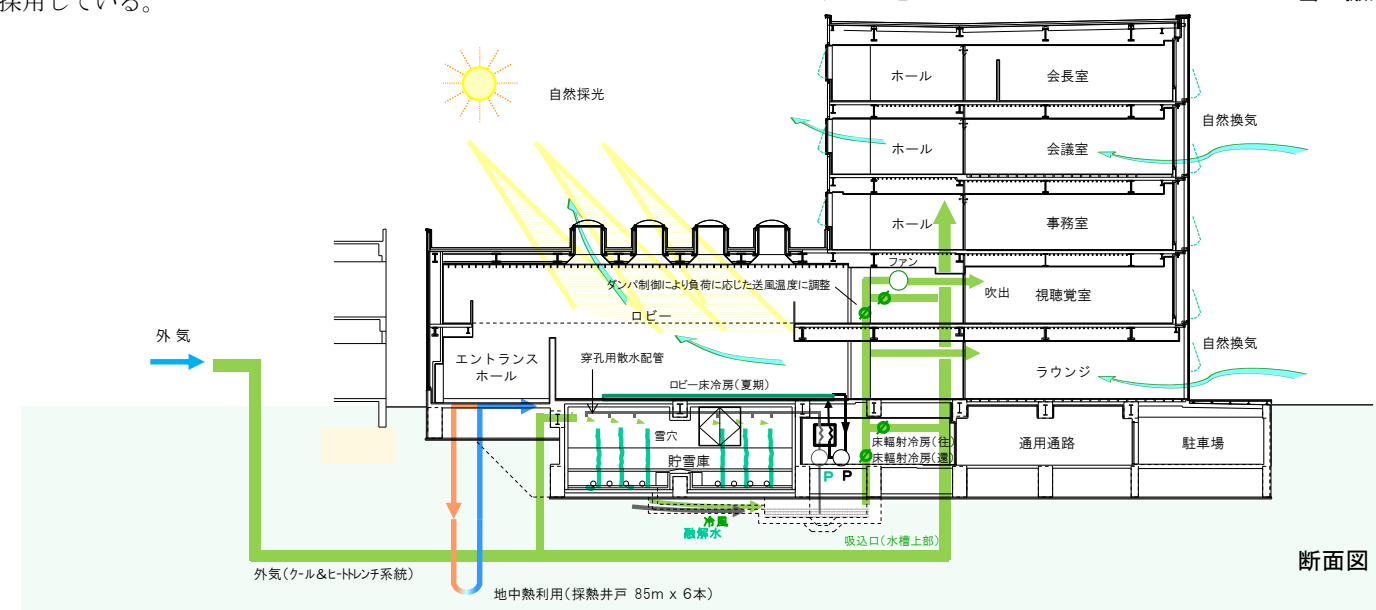 採用している。
自然採光
ホール
会長室
自然換気
ホール
会議室
ホール
事務室
ファン
ダンパ制御により負荷に応じた送風温度に調整
吹出
視聴覚室
ロビー
外 気
自然換気
エントランス
ホール
穿孔用散水配管
ラウンジ
ロビー床冷房(夏期)
雪穴
床輻射冷房(往)
床輻射冷房(還)
通用通路
駐車場
貯雪庫
P
P
冷風
融解水
吸込口(水槽上部)
断面図
外気(クール&ヒートトレンチ系統)
地中熱利用(採熱井戸 85m x 6本)